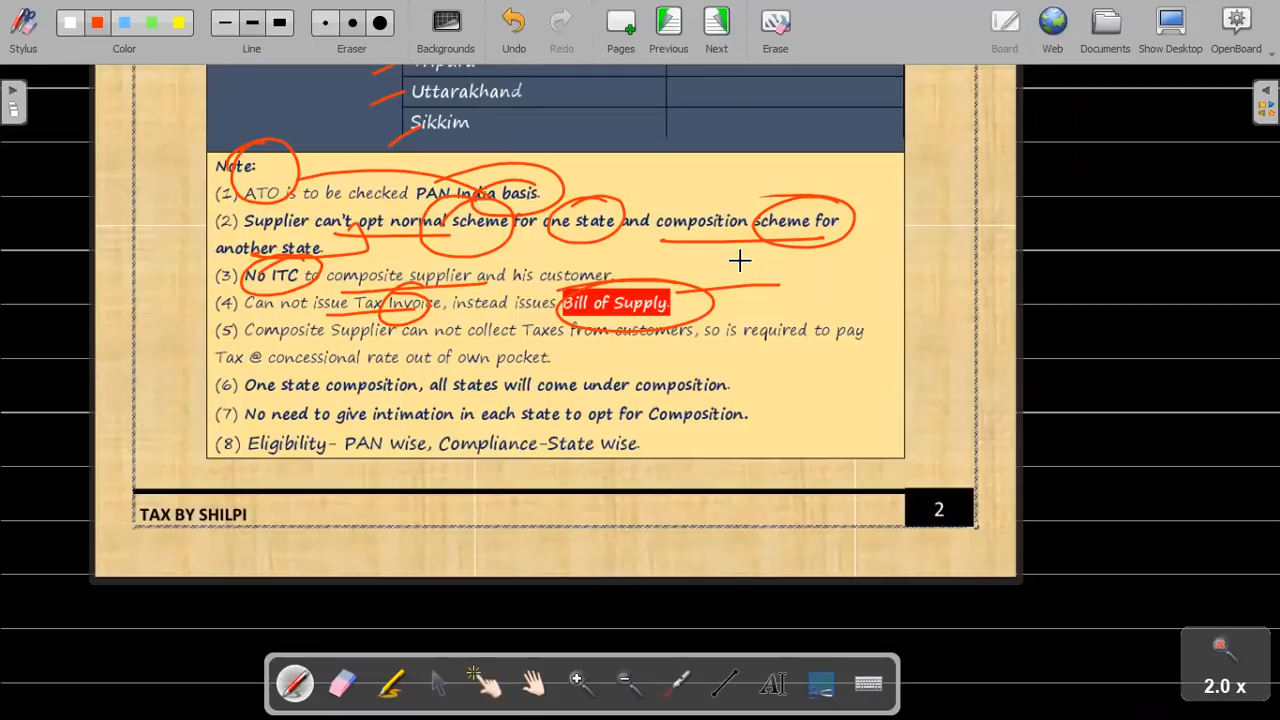 Stylus
Color
Line
Eraser
Backgrounds
Undo
Redo
Pages
Previous
Next
Erase
Board
Web
Documents
Show Desktop
OpenBoard
Tripura
Uttarakhand
Sikkim
Note:
(1) ATO is to be checked PAN India basis.
(2) Supplier can't opt normal scheme for one state and composition scheme for
another state.
(3) No ITC to composite supplier and his customer.
(4) Can not issue Tax Invoice, instead issues Bill of Supply.
(5) Composite Supplier can not collect Taxes from customers, so is required to pay
Tax @ concessional rate out of own pocket.
(6) One state composition, all states will come under composition.
(7) No need to give intimation in each state to opt for Composition.
(8) Eligibility- PAN wise, Compliance-State wise.
TAX BY SHILPI
2
2.0 x